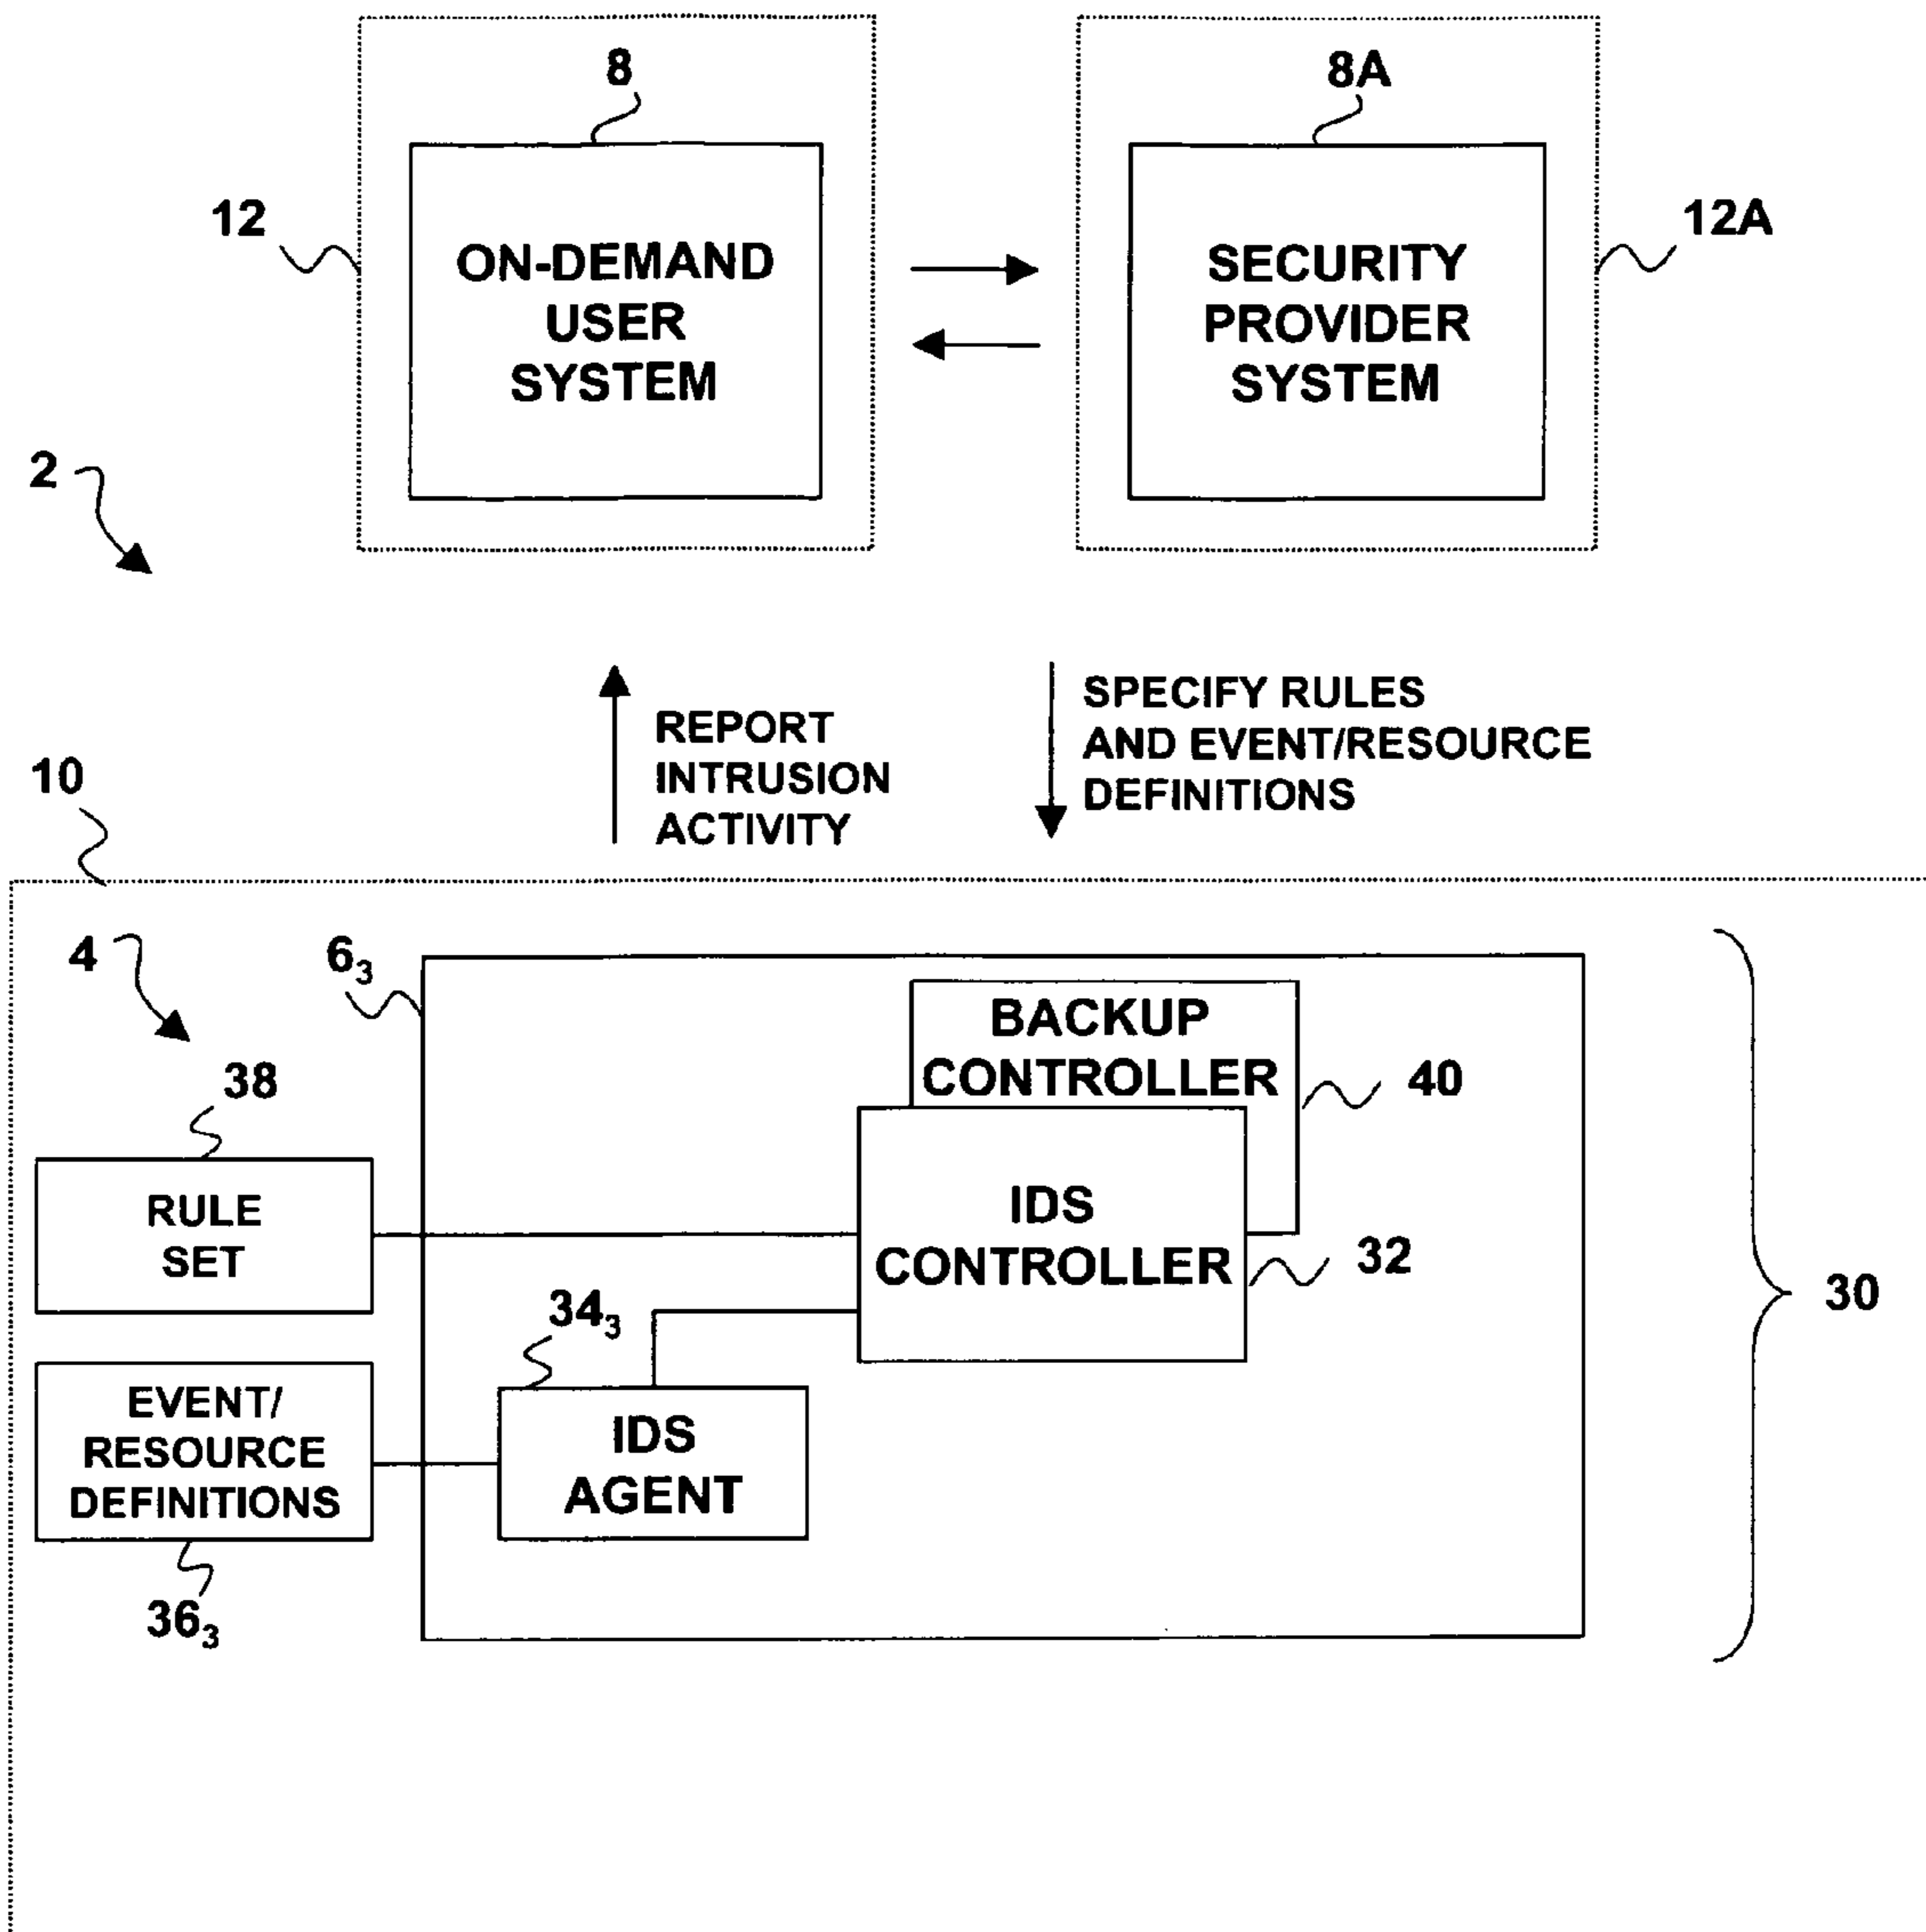 8
8A
12
12A
ON-DEMAND
USER
SYSTEM
SECURITY
PROVIDER
SYSTEM
2
REPORT
INTRUSION
ACTIVITY
SPECIFY RULES
AND EVENT/RESOURCE
DEFINITIONS
10
4
6₃
BACKUP
CONTROLLER
40
38
RULE
SET
IDS
CONTROLLER
32
30
34₃
EVENT/
RESOURCE
DEFINITIONS
IDS
AGENT
36₃